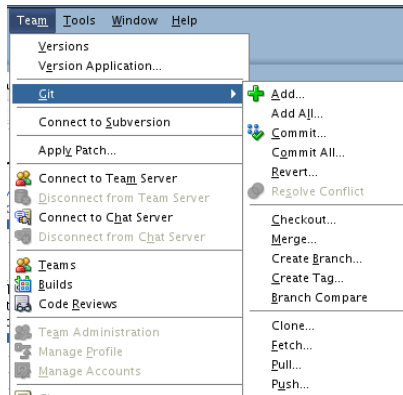 Team Tools Window Help
Versions
Version Application...
Git
Connect to Subversion
Apply Patch...
Connect to Team Server
Disconnect from Team Server
Connect to Chat Server
Disconnect from Chat Server
Teams
Builds
Code Reviews
Team Administration
Manage Profile
Manage Accounts
Add...
Add All...
Commit...
Commit All...
Revert...
Resolve Conflict
Checkout...
Merge...
Create Branch...
Create Tag...
Branch Compare
Clone...
Fetch...
Pull...
Push...